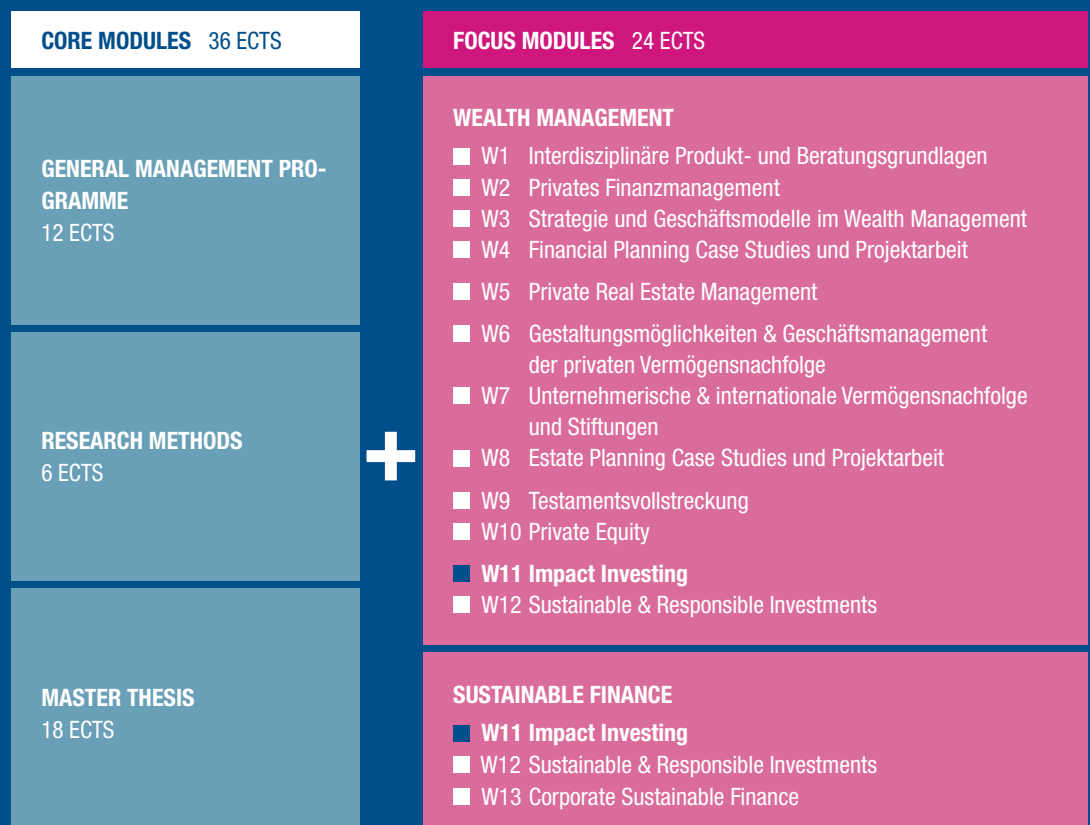 CORE MODULES 36 ECTS
GENERAL MANAGEMENT PRO-
GRAMME
12 ECTS
RESEARCH METHODS
6 ECTS
MASTER THESIS
18 ECTS
+
FOCUS MODULES 24 ECTS
WEALTH MANAGEMENT
W1 Interdisziplinäre Produkt- und Beratungsgrundlagen
W2 Privates Finanzmanagement
W3 Strategie und Geschäftsmodelle im Wealth Management
W4 Financial Planning Case Studies und Projektarbeit
W5 Private Real Estate Management
W6 Gestaltungsmöglichkeiten & Geschäftsmanagement
der privaten Vermögensnachfolge
W7 Unternehmerische & internationale Vermögensnachfolge
und Stiftungen
W8 Estate Planning Case Studies und Projektarbeit
W9 Testamentsvollstreckung
W10 Private Equity
W11 Impact Investing
W12 Sustainable & Responsible Investments
SUSTAINABLE FINANCE
W11 Impact Investing
W12 Sustainable & Responsible Investments
W13 Corporate Sustainable Finance